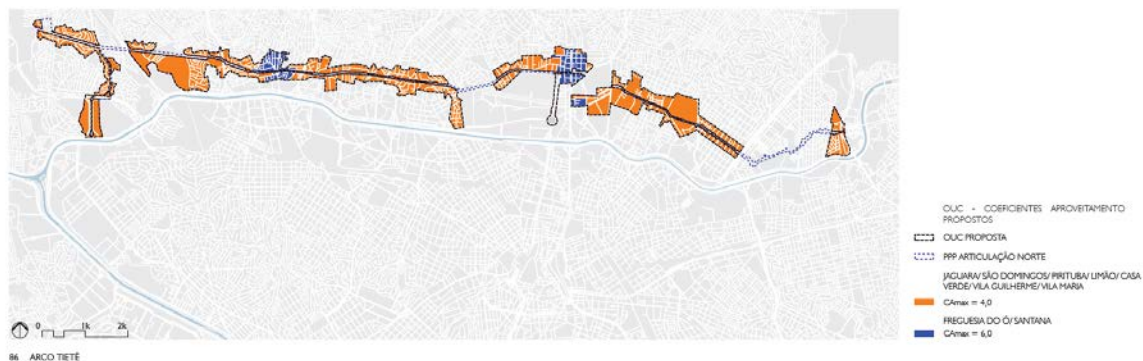 OUC - COEFICIENTES APROVEITAMENTO
PROPOSTOS
OUC PROPOSTA
PPP ARTICULAÇÃO NORTE
JAGUARA/ SÃO DOMINGOS/ PIRITUBA/ LIMÃO/ CASA
VERDE/ VILA GUILHERME/ VILA MARIA
CAmax = 4,0
FREGUESIA DO Ó/ SANTANA
CAmax = 6,0
0 1k 2k
86 ARCO TIETÊ